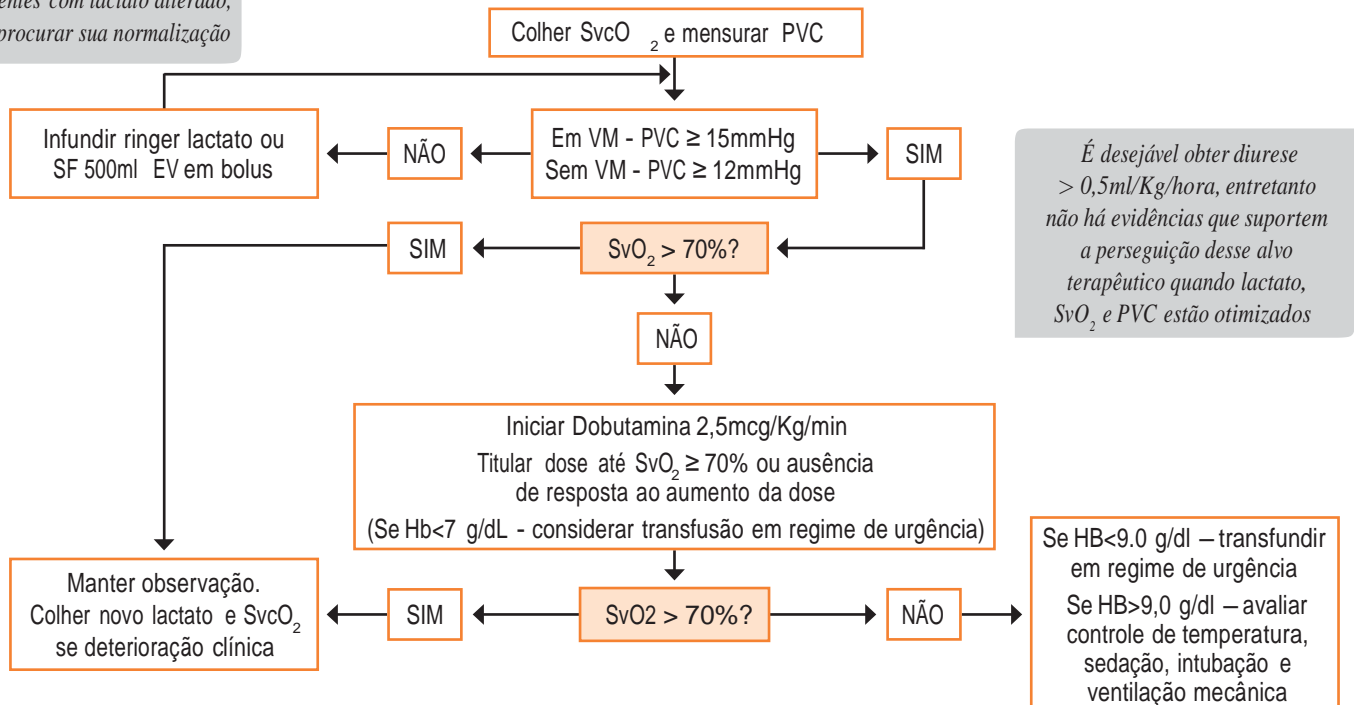 com lactato alterado,
procurar sua normalização
Colher SvcO2 e mensurar PVC
Infundir ringer lactato ou
SF 500ml EV em bolus
NÃO
Em VM - PVC ≥ 15mmHg
Sem VM - PVC ≥ 12mmHg
SIM
É desejável obter diurese
> 0,5ml/Kg/hora, entretanto
não há evidências que suportem
a perseguição desse alvo
terapêutico quando lactato,
SvO2 e PVC estão otimizados
SIM
SvO2 > 70%?
NÃO
Iniciar Dobutamina 2,5mcg/Kg/min
Titular dose até SvO2 ≥ 70% ou ausência
de resposta ao aumento da dose
(Se Hb<7 g/dL - considerar transfusão em regime de urgência)
Manter observação.
Colher novo lactato e SvcO2
se deterioração clínica
SIM
SvO2 > 70%?
NÃO
Se HB<9.0 g/dl – transfundir
em regime de urgência
Se HB>9,0 g/dl – avaliar
controle de temperatura,
sedação, intubação e
ventilação mecânica